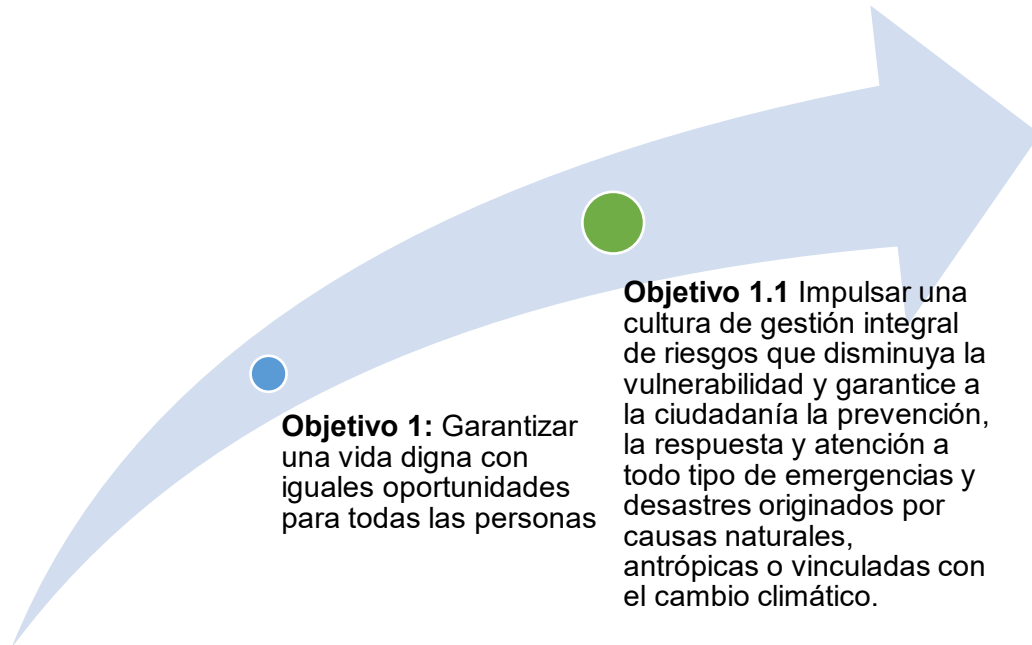 Objetivo 1: Garantizar
una vida digna con
iguales oportunidades
para todas las personas
Objetivo 1.1 Impulsar una
cultura de gestión integral
de riesgos que disminuya la
vulnerabilidad y garantice a
la ciudadanía la prevención,
la respuesta y atención a
todo tipo de emergencias y
desastres originados por
causas naturales,
antrópicas o vinculadas con
el cambio climático.